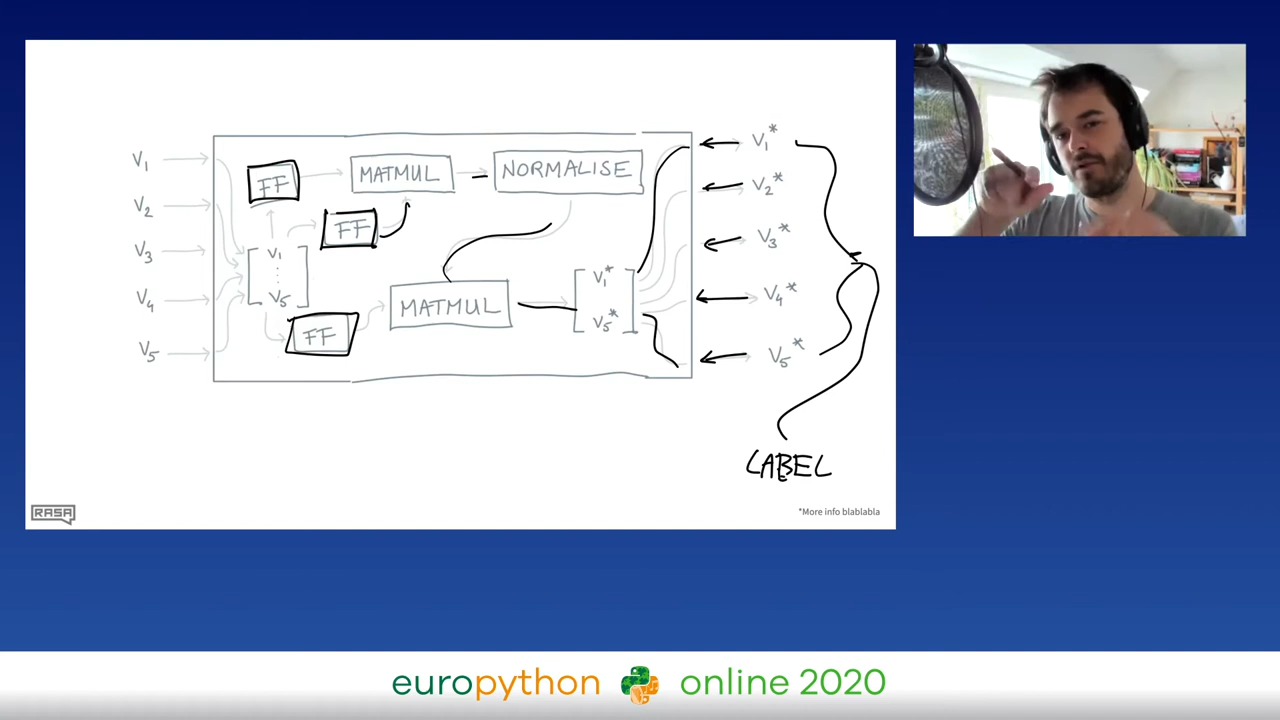 V1
V2
V3
V4
V5
FF
MATMUL
NORMALISE
FF
V1
V5
FF
MATMUL
V1*
V5*
V1*
V2*
V3*
V4*
V5*
LABEL
RASA
*More info blablabla
europython online 2020